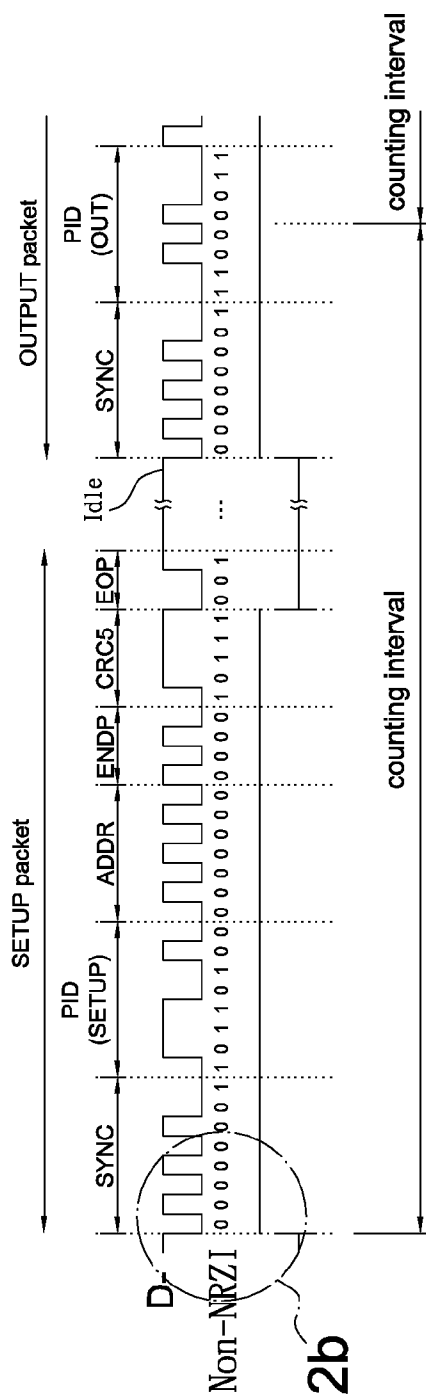 SETUP packet
OUTPUT packet
SYNC
PID
(SETUP)
ADDR
ENDP
CRC5
EOP
Idle
SYNC
PID
(OUT)
D-
Non-NRZI
0 0 0 0 0 0 0 1 1 0 1 1 0 1 0 0 0 0 0 0 0 0 0 0 0 0 0 1 0 1 1 1 0 0 1 ... 0 0 0 0 0 0 0 1 1 1 0 0 0 0 1 1
2b
counting interval
counting interval